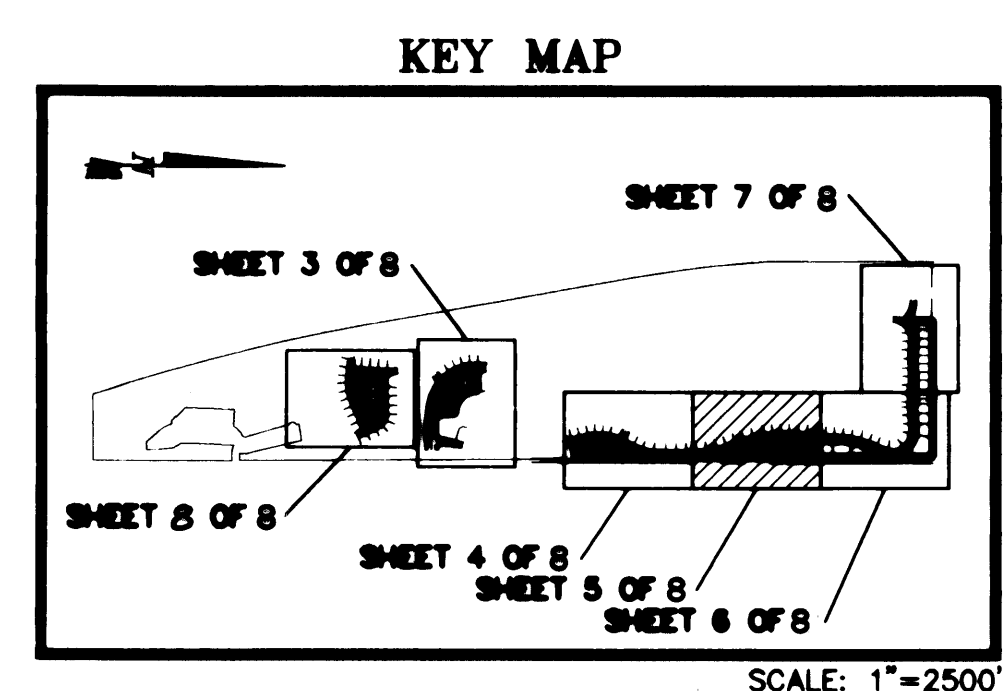 KEY MAP
N
SHEET 7 OF 8
SHEET 3 OF 8
SHEET 8 OF 8
SHEET 4 OF 8
SHEET 5 OF 8
SHEET 6 OF 8
SCALE: 1"=2500'